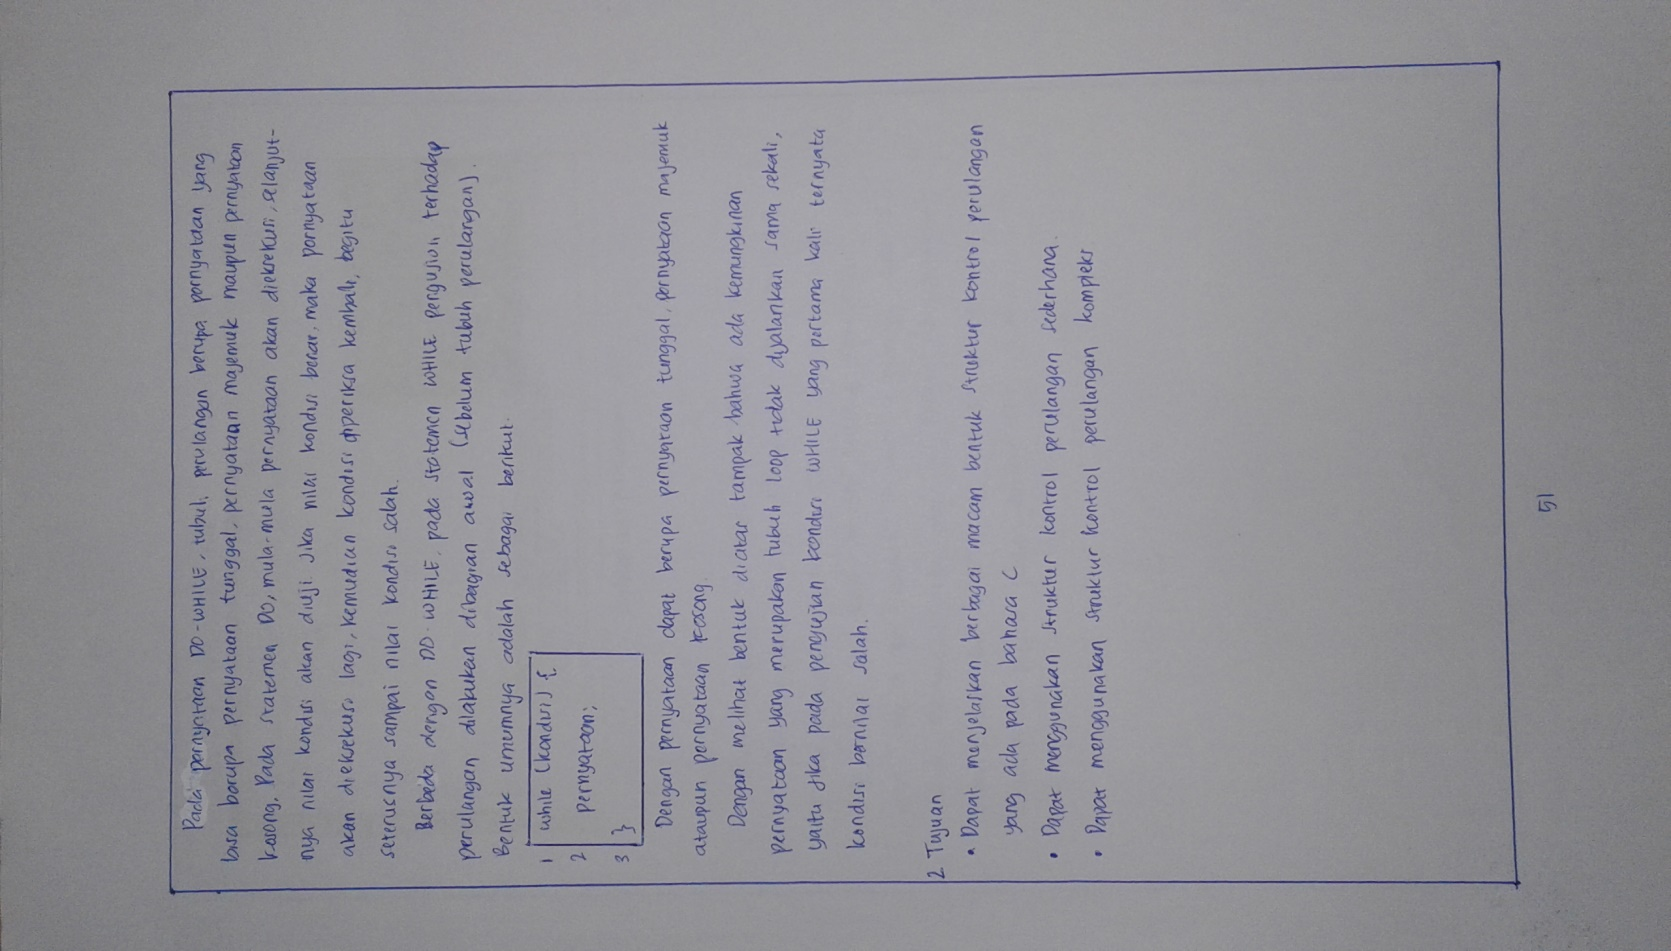 Pada pernyataan DO-WHILE, tubuh perulangan berupa pernyataan yang
bisa berupa pernyataan tunggal, pernyataan majemuk maupun pernyataan
kosong. Pada statemen DO, mula-mula pernyataan akan dieksekusi, selanjut-
nya nilai kondisi akan diuji. Jika nilai kondisi benar, maka pernyataan
akan dieksekusi lagi, kemudian kondisi diperiksa kembali, begitu
seterusnya sampai nilai kondisi salah.
Berbeda dengan DO-WHILE, pada statemen WHILE pengujian terhadap
perulangan dilakukan dibagian awal (sebelum tubuh perulangan).
Bentuk umumnya adalah sebagai berikut.
1 while (kondisi) {
2 pernyataan;
3 }
Dengan pernyataan dapat berupa pernyataan tunggal, pernyataan majemuk
ataupun pernyataan kosong.
Dengan melihat bentuk diatas tampak bahwa ada kemungkinan
pernyataan yang merupakan tubuh loop tidak dijalankan sama sekali,
yaitu jika pada pengujian kondisi WHILE yang pertama kali ternyata
kondisi bernilai salah.
2 Tujuan
• Dapat menjelaskan berbagai macam bentuk struktur kontrol perulangan
yang ada pada bahasa C
• Dapat menggunakan struktur kontrol perulangan sederhana.
• Dapat menggunakan struktur kontrol perulangan kompleks
51